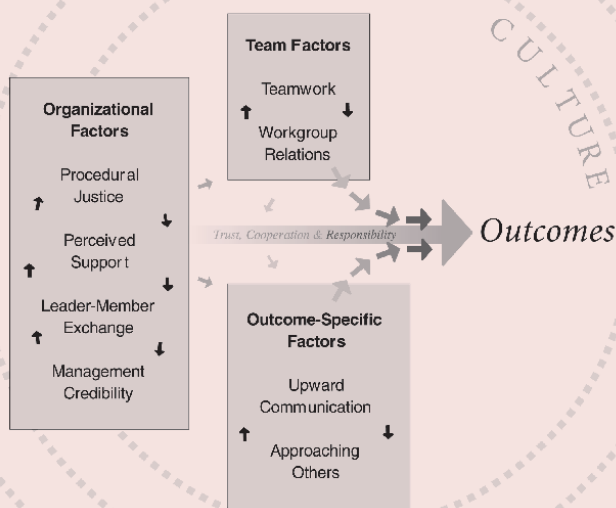 CULTURE
Team Factors
Teamwork
Workgroup
Relations
Organizational
Factors
Procedural
Justice
Perceived
Support
Leader-Member
Exchange
Management
Credibility
Trust, Cooperation & Responsibility
Outcomes
Outcome-Specific
Factors
Upward
Communication
Approaching
Others